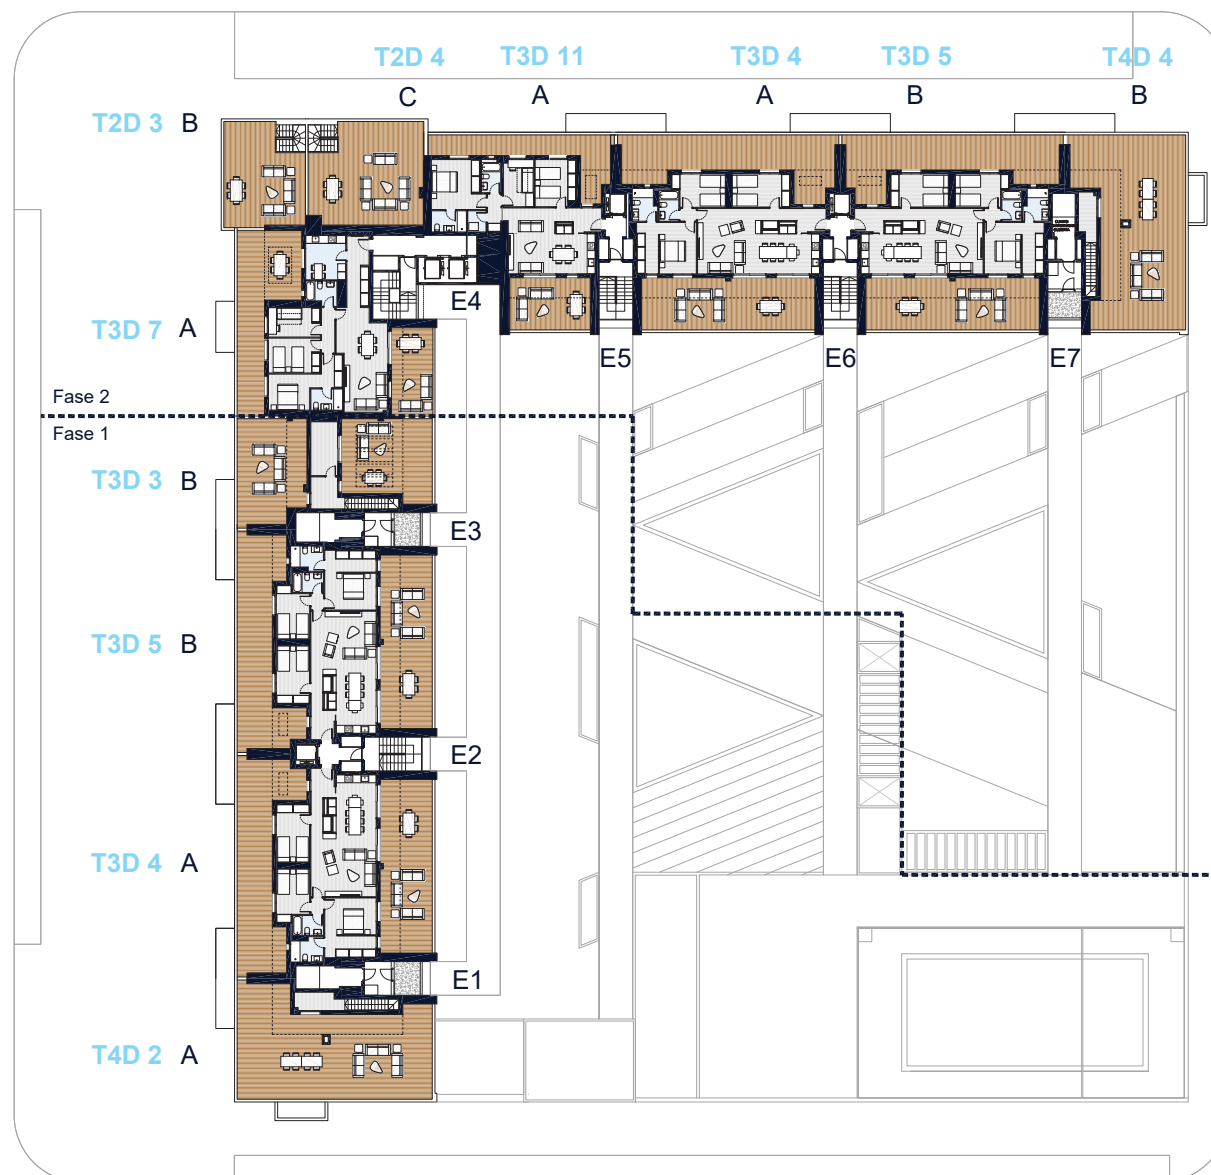 T2D 4 T3D 11 T3D 4 T3D 5 T4D 4
C A A B B
T2D 3 B
E4
T3D 7 A
E5 E6 E7
Fase 2
Fase 1
T3D 3 B
E3
T3D 5 B
E2
T3D 4 A
E1
T4D 2 A